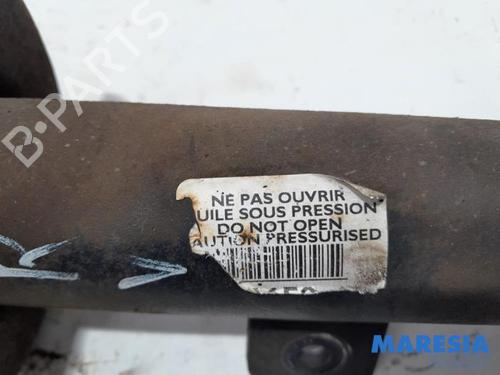 B-PARTS
NE PAS OUVRIR
UILE SOUS PRESSION
DO NOT OPEN
AUTION PRESSURISED
MARESIA